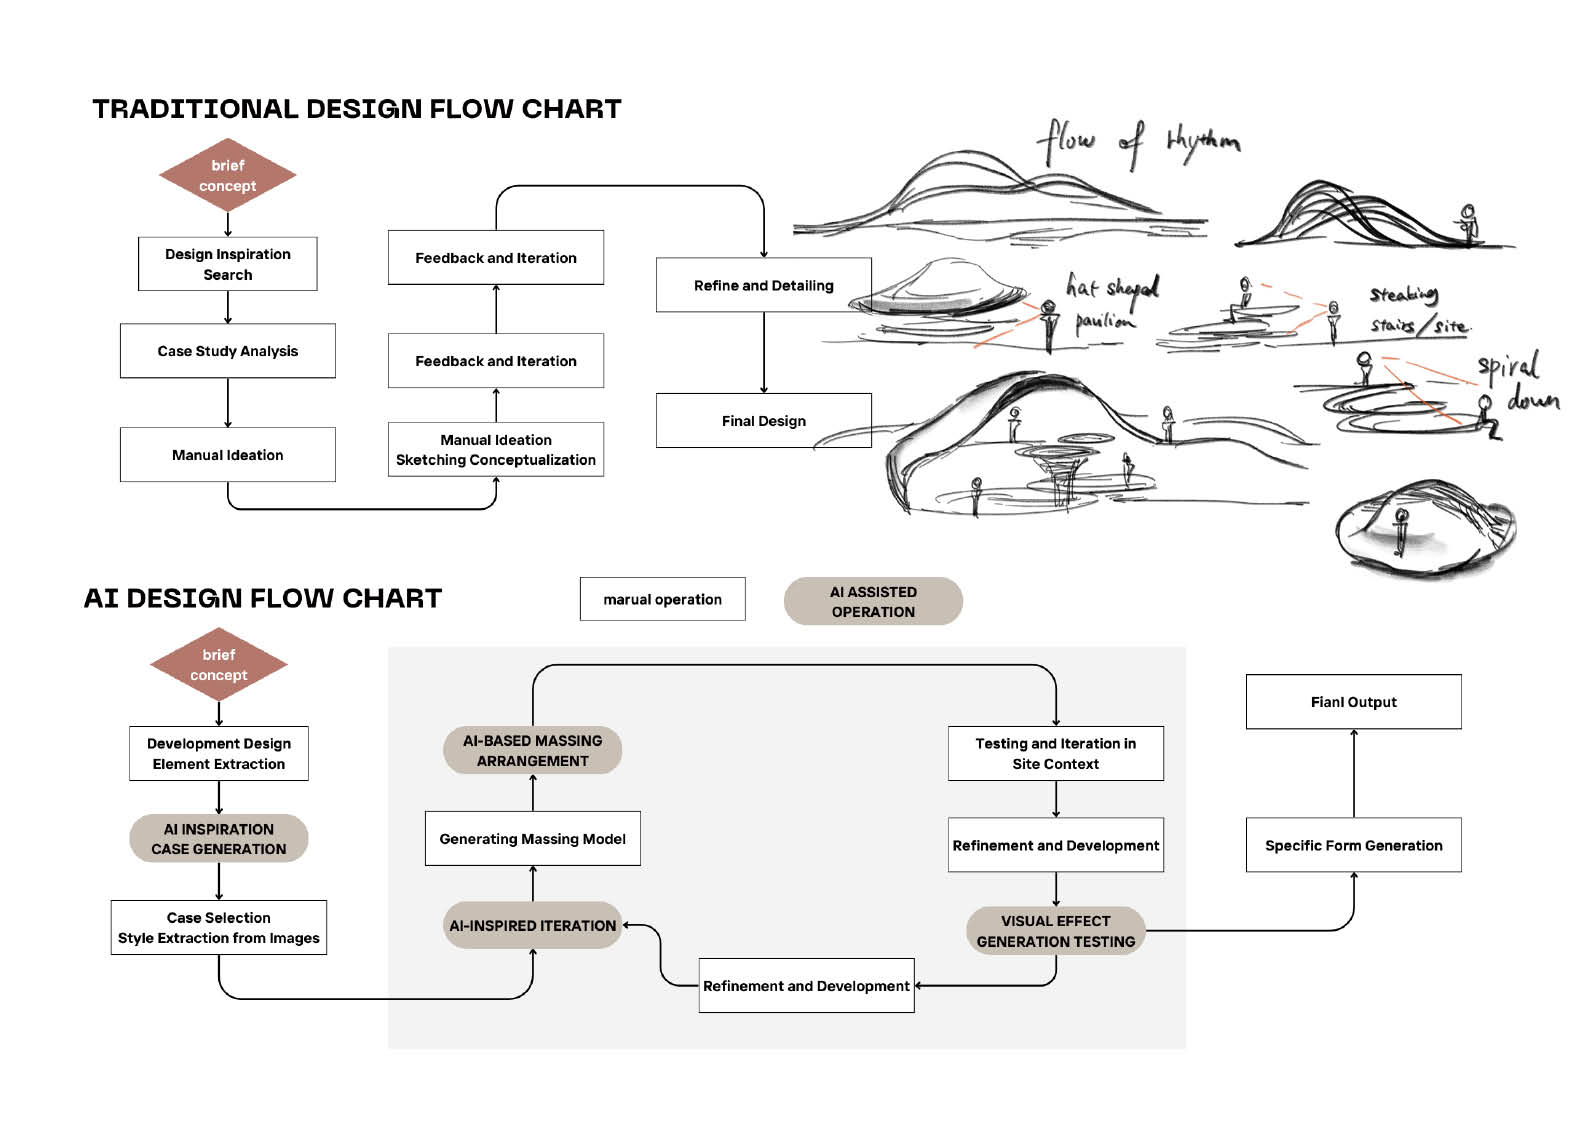 TRADITIONAL DESIGN FLOW CHART
brief
concept
Design Inspiration
Search
Case Study Analysis
Manual Ideation
Feedback and Iteration
Feedback and Iteration
Manual Ideation
Sketching Conceptualization
Refine and Detailing
Final Design
flow of rhythm
hat shaped
pavilion
steaking
stairs/site.
spiral
down
AI DESIGN FLOW CHART
marual operation
AI ASSISTED
OPERATION
brief
concept
Development Design
Element Extraction
AI INSPIRATION
CASE GENERATION
Case Selection
Style Extraction from Images
AI-BASED MASSING
ARRANGEMENT
Generating Massing Model
AI-INSPIRED ITERATION
Refinement and Development
Testing and Iteration in
Site Context
Refinement and Development
VISUAL EFFECT
GENERATION TESTING
Fianl Output
Specific Form Generation